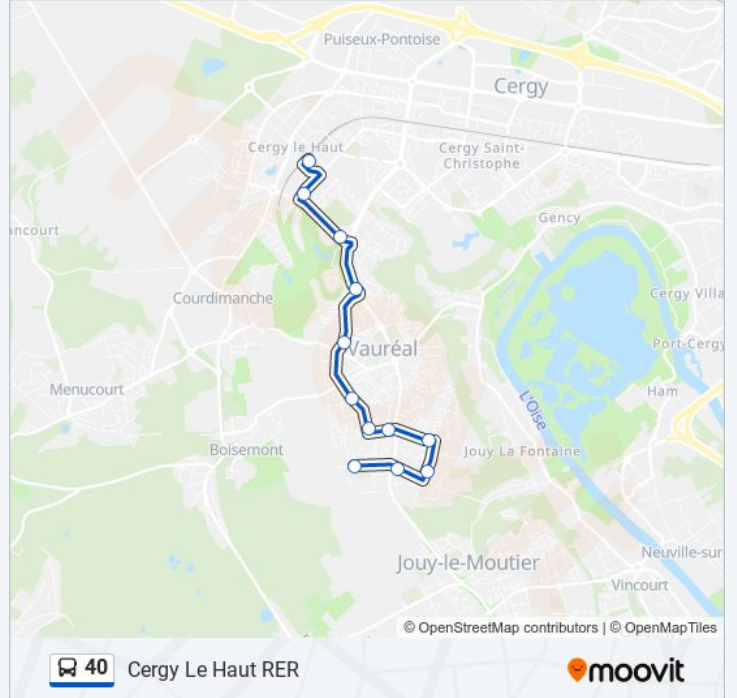 Puiseux-Pontoise
Cergy
Cergy le Haut
Cergy Saint-
Christophe
Gency
ancourt
Courdimanche
Cergy Villa
Vauréal
Port-Cergy
Menucourt
Ham
L'Oise
Boisemont
Jouy La Fontaine
Neuville-sur
Jouy-le-Moutier
Vincourt
© OpenStreetMap contributors | © OpenMapTiles
40 Cergy Le Haut RER
moovit